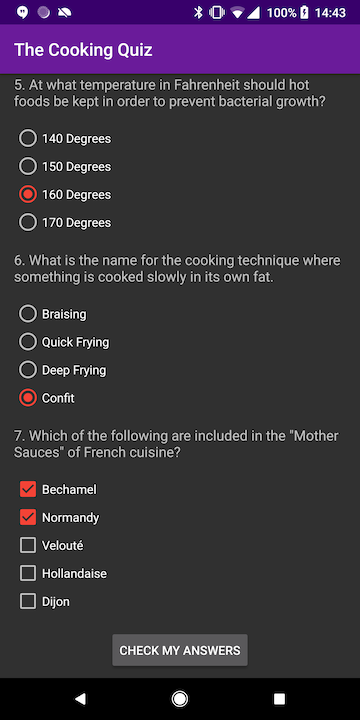 100% 14:43
The Cooking Quiz
5. At what temperature in Fahrenheit should hot
foods be kept in order to prevent bacterial growth?
140 Degrees
150 Degrees
160 Degrees
170 Degrees
6. What is the name for the cooking technique where
something is cooked slowly in its own fat.
Braising
Quick Frying
Deep Frying
Confit
7. Which of the following are included in the "Mother
Sauces" of French cuisine?
Bechamel
Normandy
Velouté
Hollandaise
Dijon
CHECK MY ANSWERS